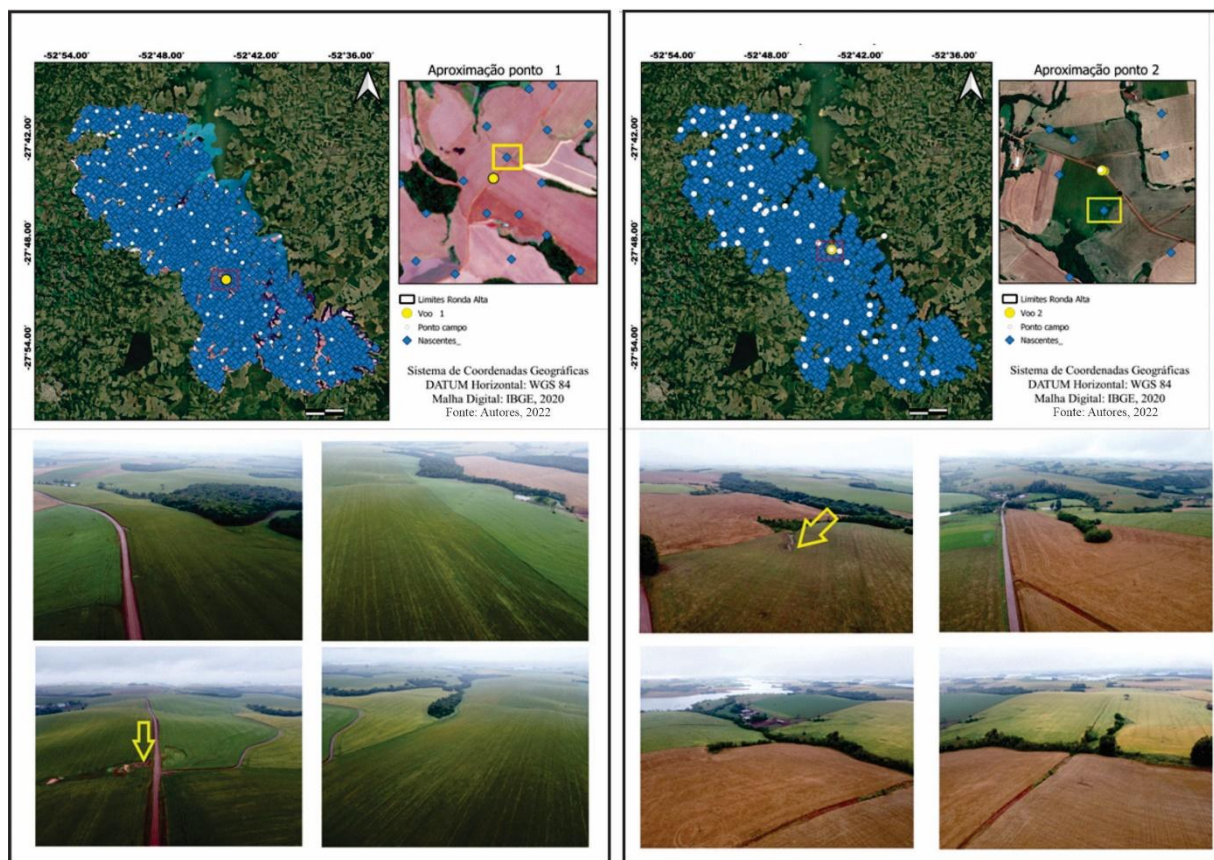 -52°54.00' -52°48.00' -52°42.00' -52°36.00'
-27°42.00'
-27°48.00'
-27°54.00'
Aproximação ponto 1
Limites Ronda Alta
Voo 1
Ponto campo
Nascentes_
Sistema de Coordenadas Geográficas
DATUM Horizontal: WGS 84
Malha Digital: IBGE, 2020
Fonte: Autores, 2022
-52°54.00' -52°48.00' -52°42.00' -52°36.00'
-27°42.00'
-27°48.00'
-27°54.00'
Aproximação ponto 2
Limites Ronda Alta
Voo 2
Ponto campo
Nascentes_
Sistema de Coordenadas Geográficas
DATUM Horizontal: WGS 84
Malha Digital: IBGE, 2020
Fonte: Autores, 2022